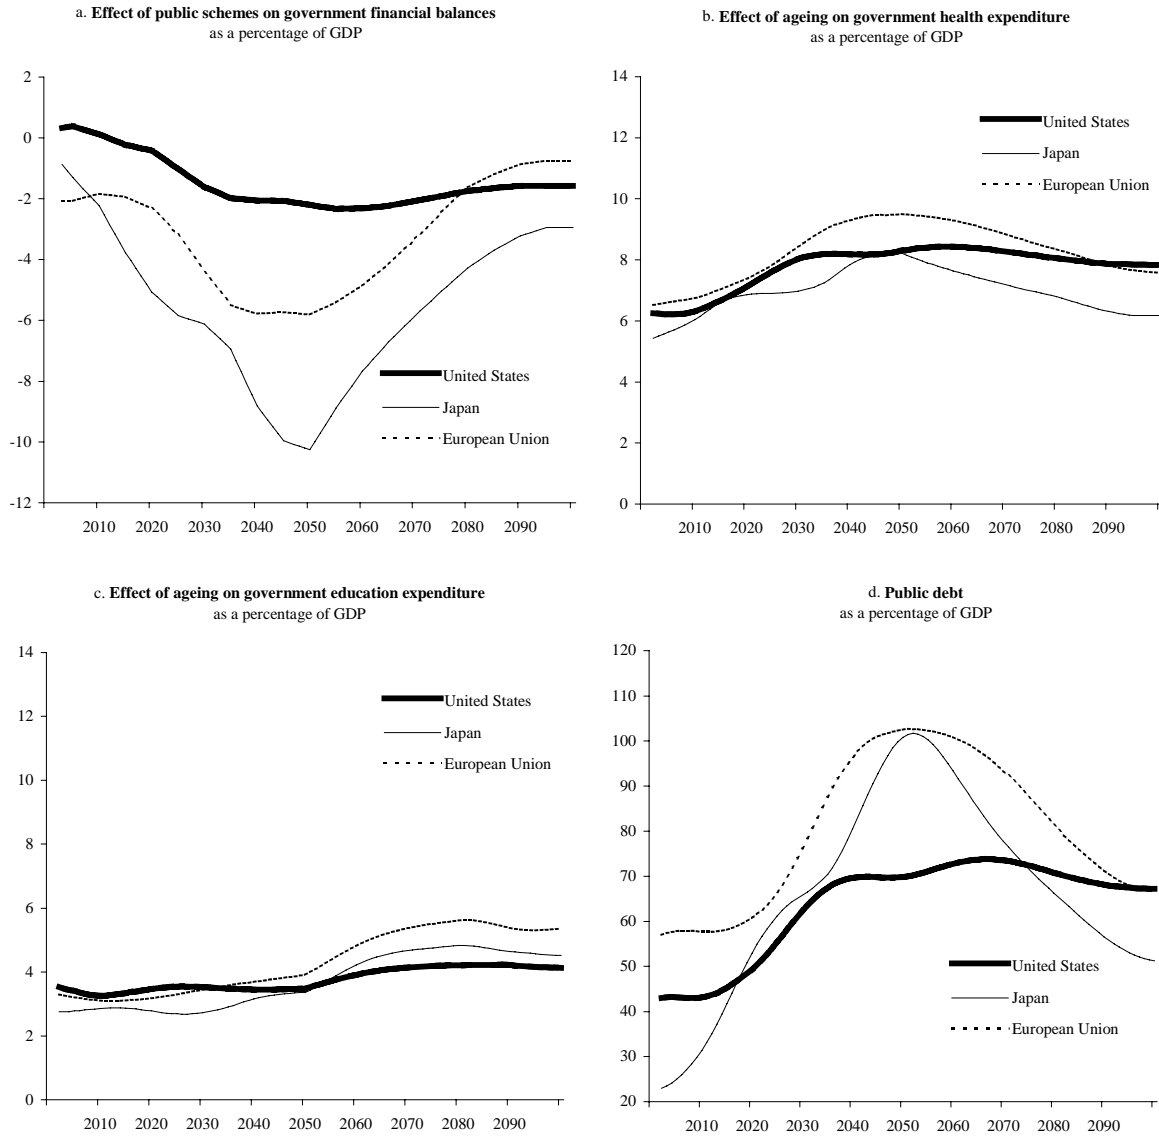 a. Effect of public schemes on government financial balances
as a percentage of GDP
2
0
-2
-4
-6
-8
-10
-12
United States
Japan
European Union
2010 2020 2030 2040 2050 2060 2070 2080 2090
b. Effect of ageing on government health expenditure
as a percentage of GDP
14
12
10
8
6
4
2
0
United States
Japan
European Union
2010 2020 2030 2040 2050 2060 2070 2080 2090
c. Effect of ageing on government education expenditure
as a percentage of GDP
14
12
10
8
6
4
2
0
United States
Japan
European Union
2010 2020 2030 2040 2050 2060 2070 2080 2090
d. Public debt
as a percentage of GDP
120
110
100
90
80
70
60
50
40
30
20
United States
Japan
European Union
2010 2020 2030 2040 2050 2060 2070 2080 2090